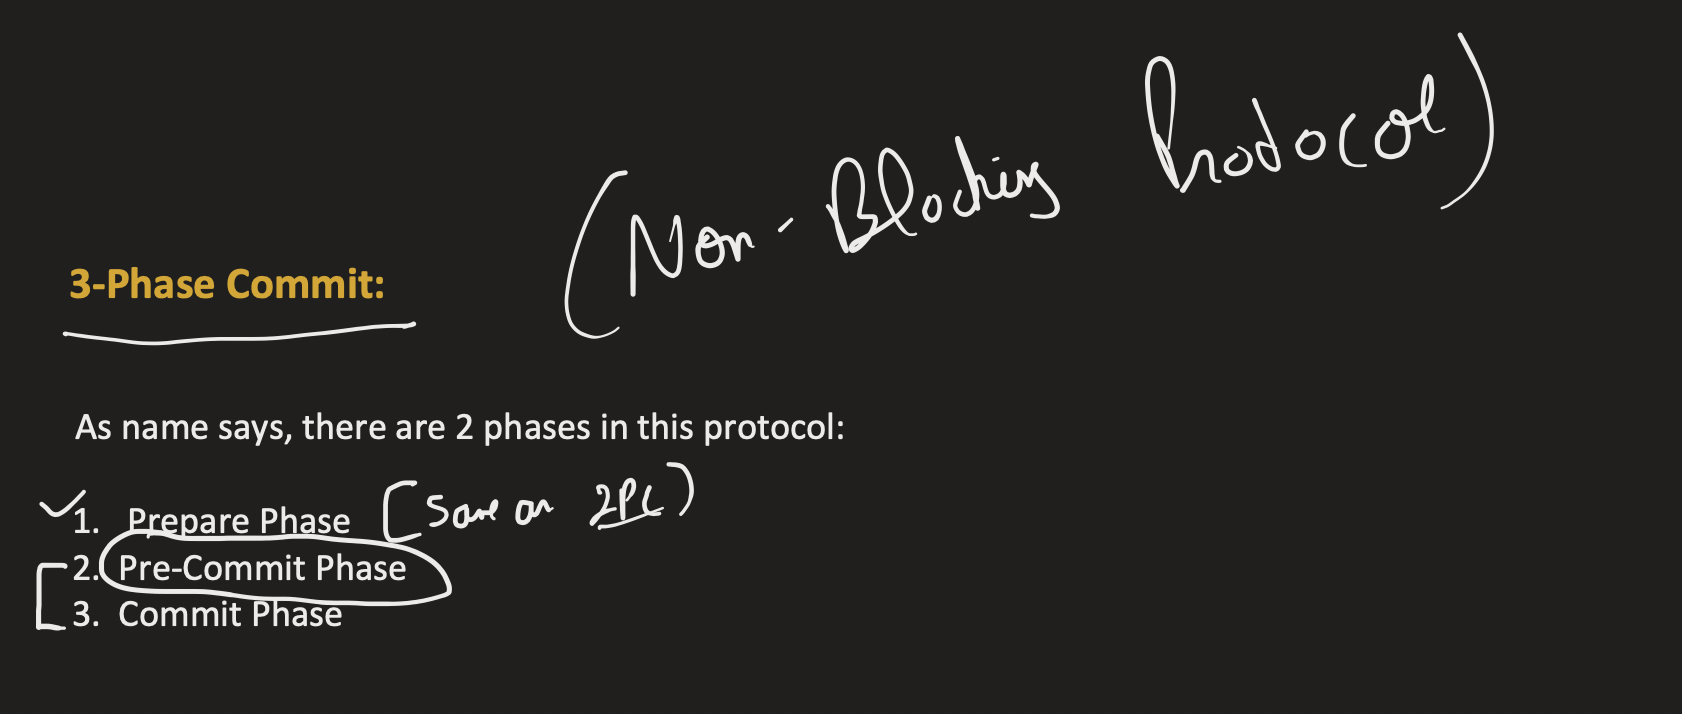 (Non-Blocking Protocol)
3-Phase Commit:
As name says, there are 2 phases in this protocol:
1. Prepare Phase [Same as 2PC)
2. Pre-Commit Phase
3. Commit Phase